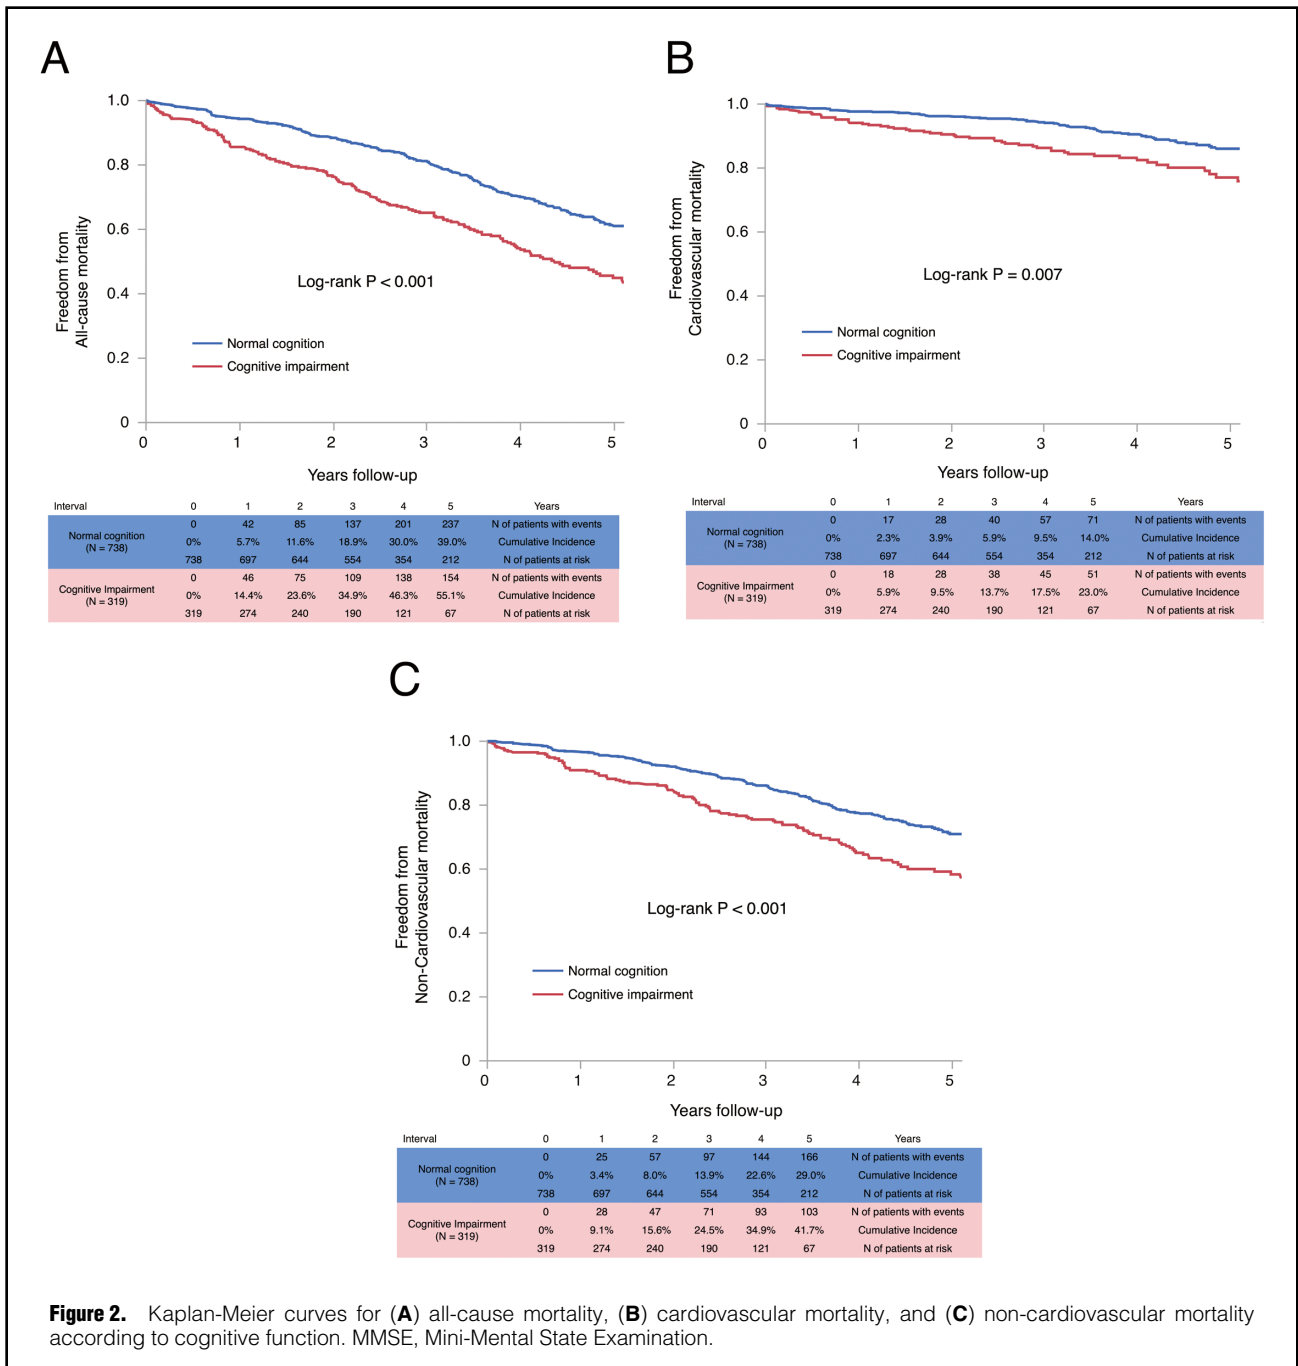 A
1.0
0.8
0.6
0.4
0.2
0
Freedom from
All-cause mortality
Log-rank P < 0.001
Normal cognition
Cognitive impairment
0 1 2 3 4 5
Years follow-up
Interval 0 1 2 3 4 5 Years
Normal cognition
(N = 738)
0 42 85 137 201 237 N of patients with events
0% 5.7% 11.6% 18.9% 30.0% 39.0% Cumulative Incidence
738 697 644 554 354 212 N of patients at risk
Cognitive Impairment
(N = 319)
0 46 75 109 138 154 N of patients with events
0% 14.4% 23.6% 34.9% 46.3% 55.1% Cumulative Incidence
319 274 240 190 121 67 N of patients at risk
B
1.0
0.8
0.6
0.4
0.2
0
Freedom from
Cardiovascular mortality
Log-rank P = 0.007
Normal cognition
Cognitive impairment
0 1 2 3 4 5
Years follow-up
Interval 0 1 2 3 4 5 Years
Normal cognition
(N = 738)
0 17 28 40 57 71 N of patients with events
0% 2.3% 3.9% 5.9% 9.5% 14.0% Cumulative Incidence
738 697 644 554 354 212 N of patients at risk
Cognitive Impairment
(N = 319)
0 18 28 38 45 51 N of patients with events
0% 5.9% 9.5% 13.7% 17.5% 23.0% Cumulative Incidence
319 274 240 190 121 67 N of patients at risk
C
1.0
0.8
0.6
0.4
0.2
0
Freedom from
Non-Cardiovascular mortality
Log-rank P < 0.001
Normal cognition
Cognitive impairment
0 1 2 3 4 5
Years follow-up
Interval 0 1 2 3 4 5 Years
Normal cognition
(N = 738)
0 25 57 97 144 166 N of patients with events
0% 3.4% 8.0% 13.9% 22.6% 29.0% Cumulative Incidence
738 697 644 554 354 212 N of patients at risk
Cognitive Impairment
(N = 319)
0 28 47 71 93 103 N of patients with events
0% 9.1% 15.6% 24.5% 34.9% 41.7% Cumulative Incidence
319 274 240 190 121 67 N of patients at risk
Figure 2. Kaplan-Meier curves for (A) all-cause mortality, (B) cardiovascular mortality, and (C) non-cardiovascular mortality
according to cognitive function. MMSE, Mini-Mental State Examination.